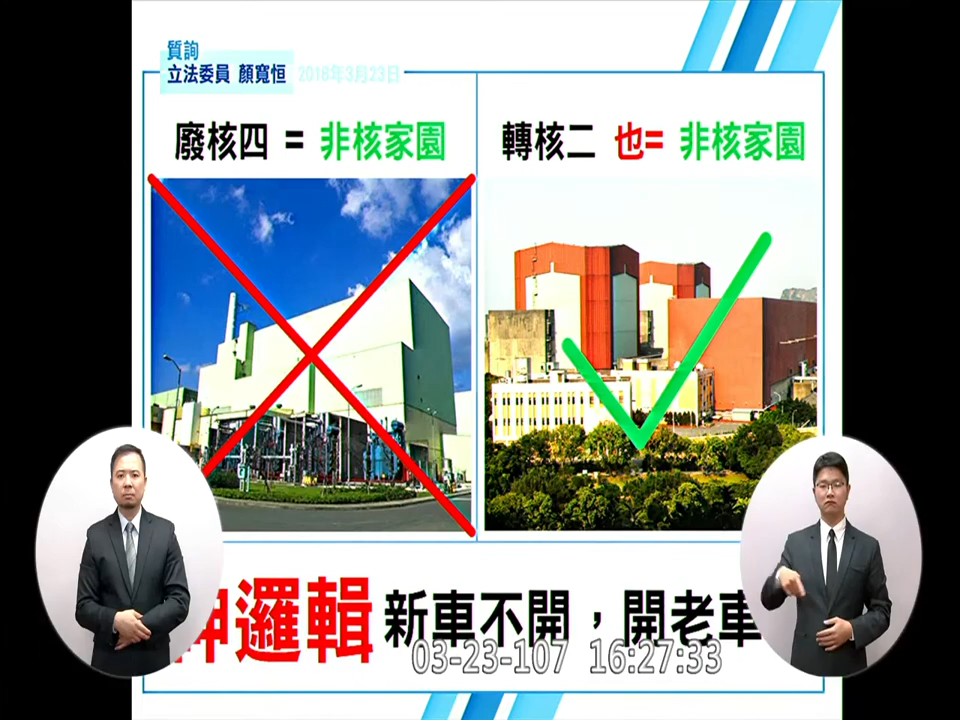 質詢
立法委員 顏寬恒 2018年3月23日
廢核四 = 非核家園
轉核二 也= 非核家園
神邏輯 新車不開，開老車
03-23-107 16:27:33